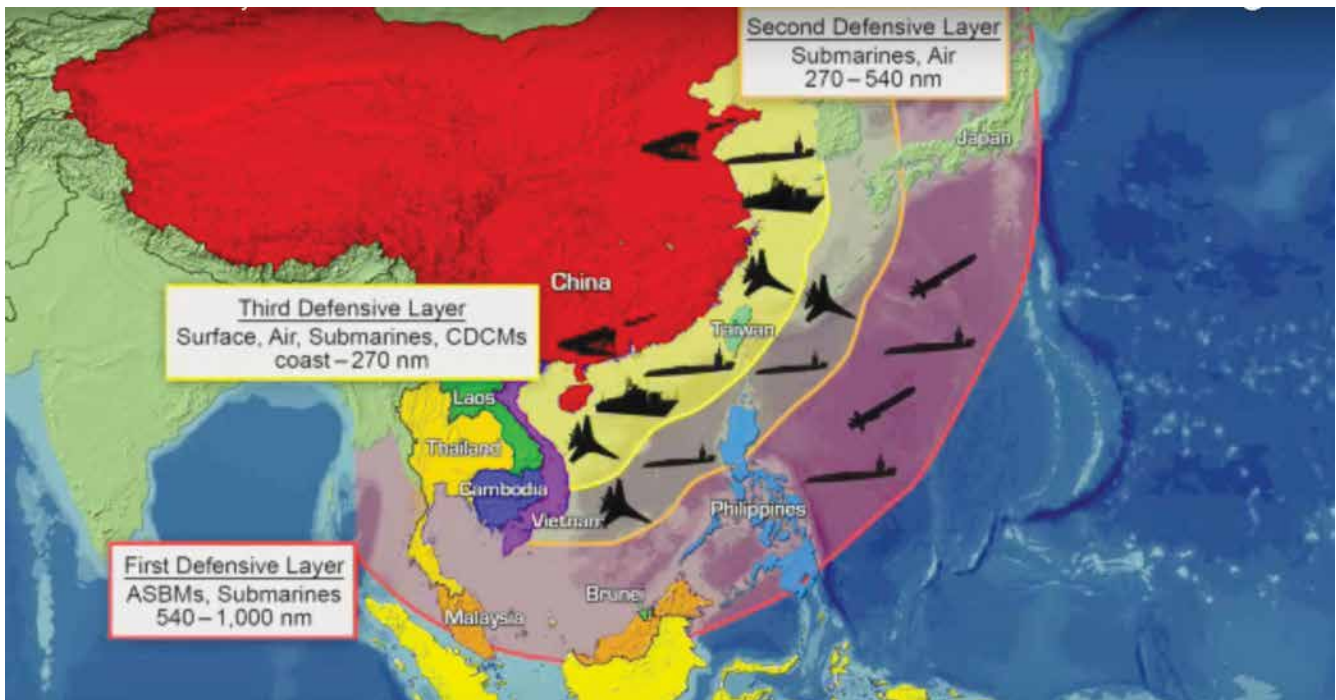 Second Defensive Layer
Submarines, Air
270 – 540 nm
Japan
China
Third Defensive Layer
Surface, Air, Submarines, CDCMs
coast – 270 nm
Taiwan
Laos
Thailand
Cambodia
Vietnam
Philippines
First Defensive Layer
ASBMs, Submarines
540 – 1,000 nm
Brunei
Malaysia